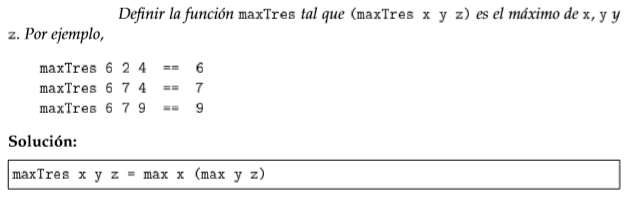 Definir la función maxTres tal que (maxTres x y z) es el máximo de x, y y
z. Por ejemplo,
maxTres 6 2 4 == 6
maxTres 6 7 4 == 7
maxTres 6 7 9 == 9
Solución:
maxTres x y z = max x (max y z)